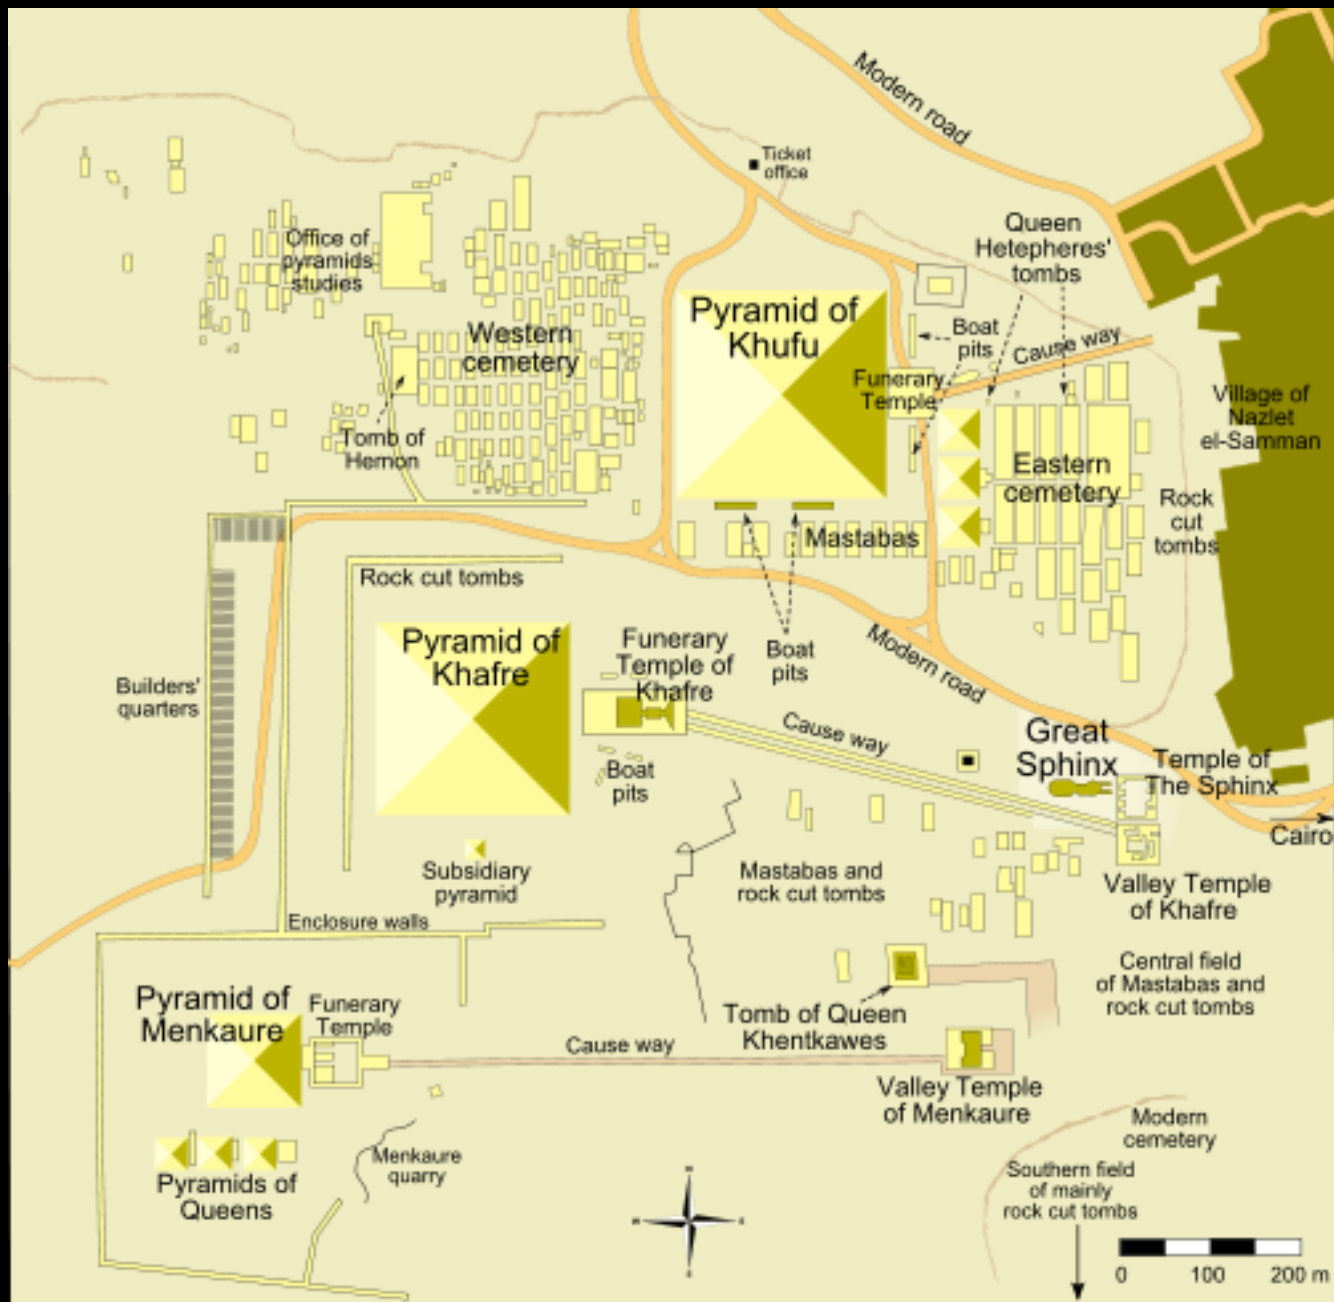 Modern road
Ticket
office
Queen
Hetepheres'
tombs
Office of
pyramids
studies
Pyramid of
Khufu
Western
cemetery
Boat
pits
Cause way
Funerary
Temple
Village of
Nazlet
el-Samman
Tomb of
Hemon
Eastern
cemetery
Rock
cut
tombs
Mastabas
Rock cut tombs
Pyramid of
Khafre
Funerary
Temple of
Khafre
Boat
pits
Modern road
Builders'
quarters
Cause way
Great
Sphinx
Temple of
The Sphinx
Boat
pits
Cairo
Subsidiary
pyramid
Mastabas and
rock cut tombs
Valley Temple
of Khafre
Enclosure walls
Central field
of Mastabas and
rock cut tombs
Pyramid of
Menkaure
Funerary
Temple
Tomb of Queen
Khentkawes
Cause way
Valley Temple
of Menkaure
Modern
cemetery
Menkaure
quarry
Pyramids of
Queens
Southern field
of mainly
rock cut tombs
0 100 200 m